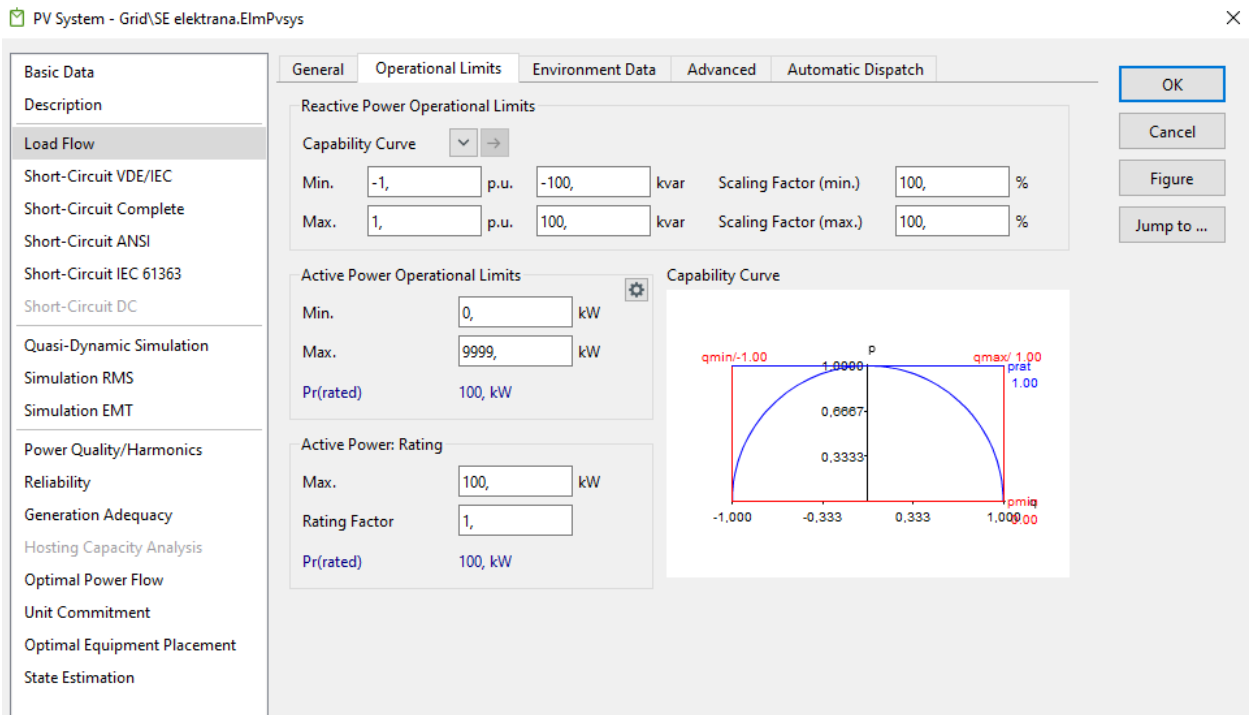 PV System - Grid\SE elektrana.ElmPvsys
Basic Data
Description
Load Flow
Short-Circuit VDE/IEC
Short-Circuit Complete
Short-Circuit ANSI
Short-Circuit IEC 61363
Short-Circuit DC
Quasi-Dynamic Simulation
Simulation RMS
Simulation EMT
Power Quality/Harmonics
Reliability
Generation Adequacy
Hosting Capacity Analysis
Optimal Power Flow
Unit Commitment
Optimal Equipment Placement
State Estimation
General Operational Limits Environment Data Advanced Automatic Dispatch
Reactive Power Operational Limits
Capability Curve
Min. -1, p.u. -100, kvar Scaling Factor (min.) 100, %
Max. 1, p.u. 100, kvar Scaling Factor (max.) 100, %
Active Power Operational Limits
Min. 0, kW
Max. 9999, kW
Pr(rated) 100, kW
Active Power: Rating
Max. 100, kW
Rating Factor 1,
Pr(rated) 100, kW
Capability Curve
p
qmin/-1.00 qmax/ 1.00
prat
1.00
0,6667
0,3333
-1,000 -0,333 0,333 1,000
OK
Cancel
Figure
Jump to ...